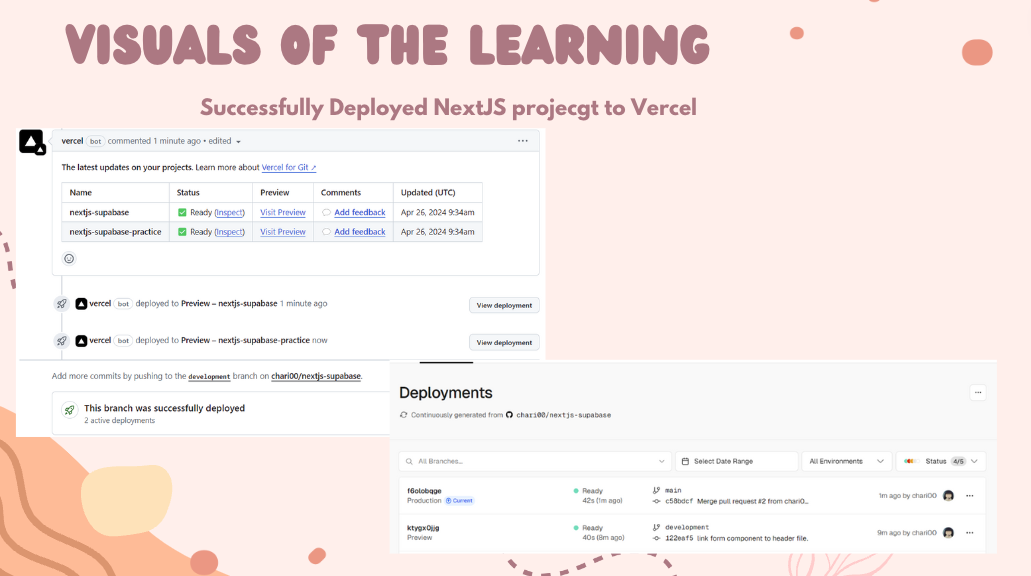 VISUALS OF THE LEARNING
Successfully Deployed NextJS projecgt to Vercel
vercel bot commented 1 minute ago • edited
The latest updates on your projects. Learn more about Vercel for Git ↗
Name Status Preview Comments Updated (UTC)
nextjs-supabase ✅ Ready (Inspect) Visit Preview Add feedback Apr 26, 2024 9:34am
nextjs-supabase-practice ✅ Ready (Inspect) Visit Preview Add feedback Apr 26, 2024 9:34am
vercel bot deployed to Preview – nextjs-supabase 1 minute ago View deployment
vercel bot deployed to Preview – nextjs-supabase-practice now View deployment
Add more commits by pushing to the development branch on chari00/nextjs-supabase.
This branch was successfully deployed
2 active deployments
Deployments
Continuously generated from chari00/nextjs-supabase
All Branches... Select Date Range All Environments Status 4/5
f6olobqge Ready main
Production Current 42s (1m ago) c58bdcf Merge pull request #2 from chari0... 1m ago by chari00
ktygx0jjg Ready development
Preview 40s (8m ago) 122eaf5 link form component to header file. 9m ago by chari00